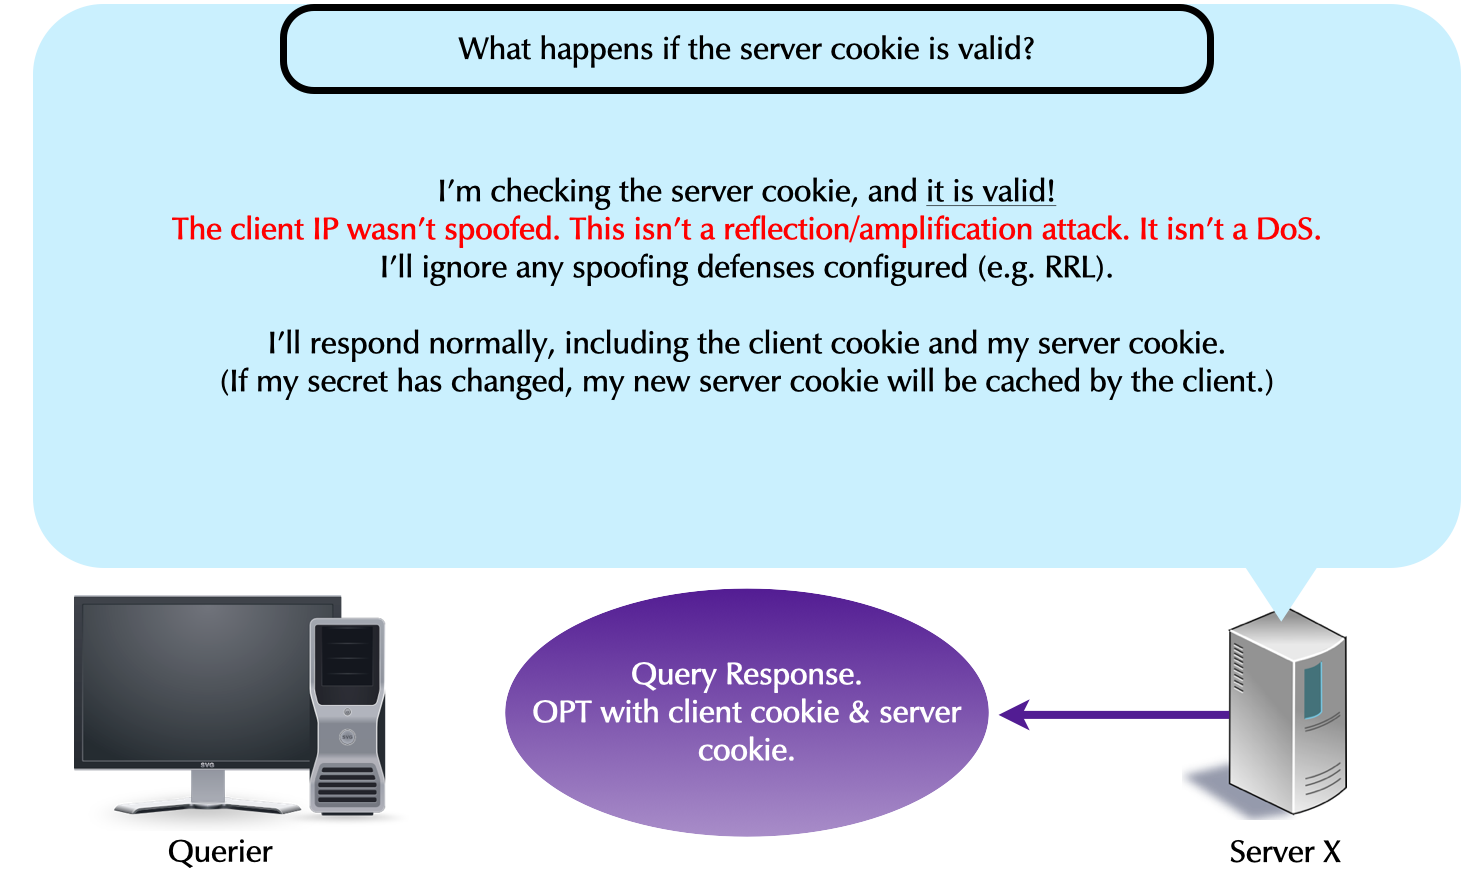 What happens if the server cookie is valid?
I’m checking the server cookie, and it is valid!
The client IP wasn’t spoofed. This isn’t a reflection/amplification attack. It isn’t a DoS.
I’ll ignore any spoofing defenses configured (e.g. RRL).
I’ll respond normally, including the client cookie and my server cookie.
(If my secret has changed, my new server cookie will be cached by the client.)
Query Response.
OPT with client cookie & server
cookie.
SVG
Querier
Server X